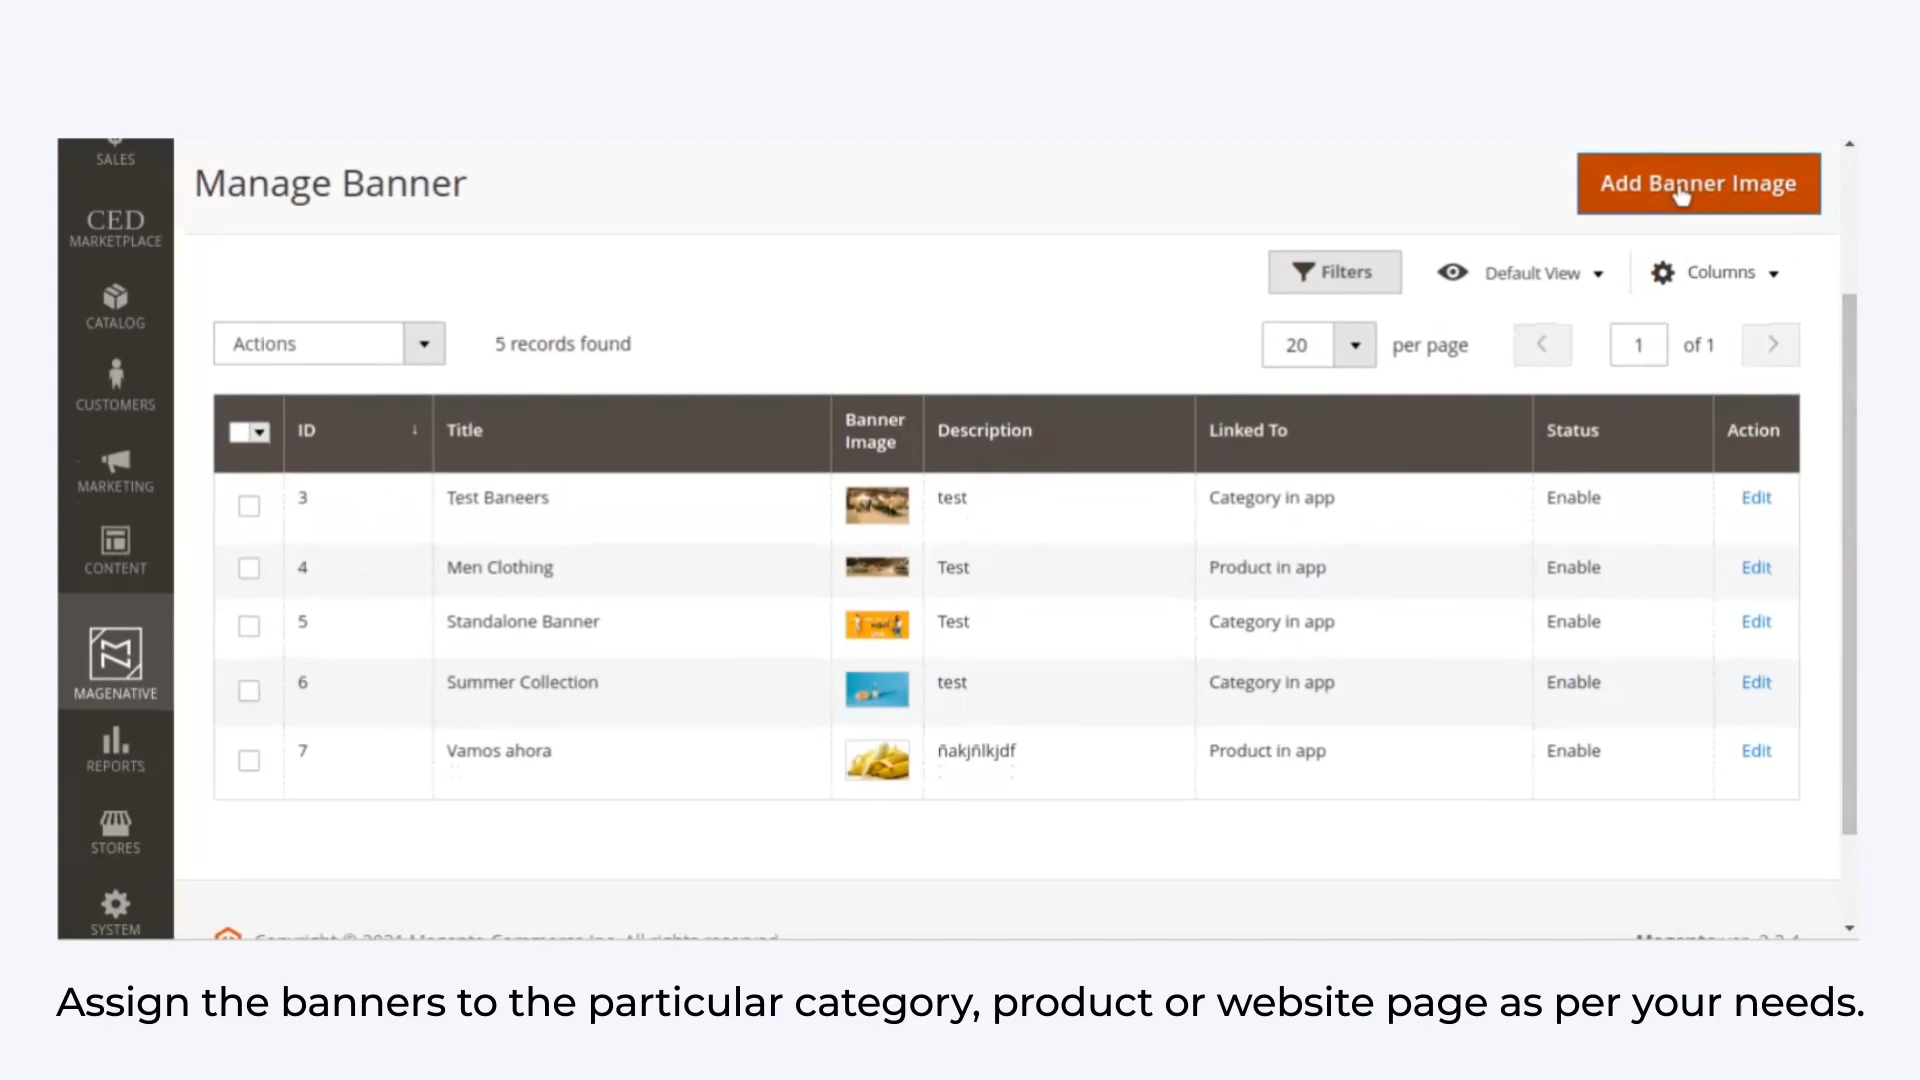 SALES
CED
MARKETPLACE
CATALOG
CUSTOMERS
MARKETING
CONTENT
MAGENATIVE
REPORTS
STORES
SYSTEM
Manage Banner
Add Banner Image
Filters
Default View
Columns
Actions
5 records found
20
per page
1
of 1
ID ↓ Title Banner Image Description Linked To Status Action
3 Test Baneers test Category in app Enable Edit
4 Men Clothing Test Product in app Enable Edit
5 Standalone Banner Test Category in app Enable Edit
6 Summer Collection test Category in app Enable Edit
7 Vamos ahora ñakjñlkjdf Product in app Enable Edit
Assign the banners to the particular category, product or website page as per your needs.